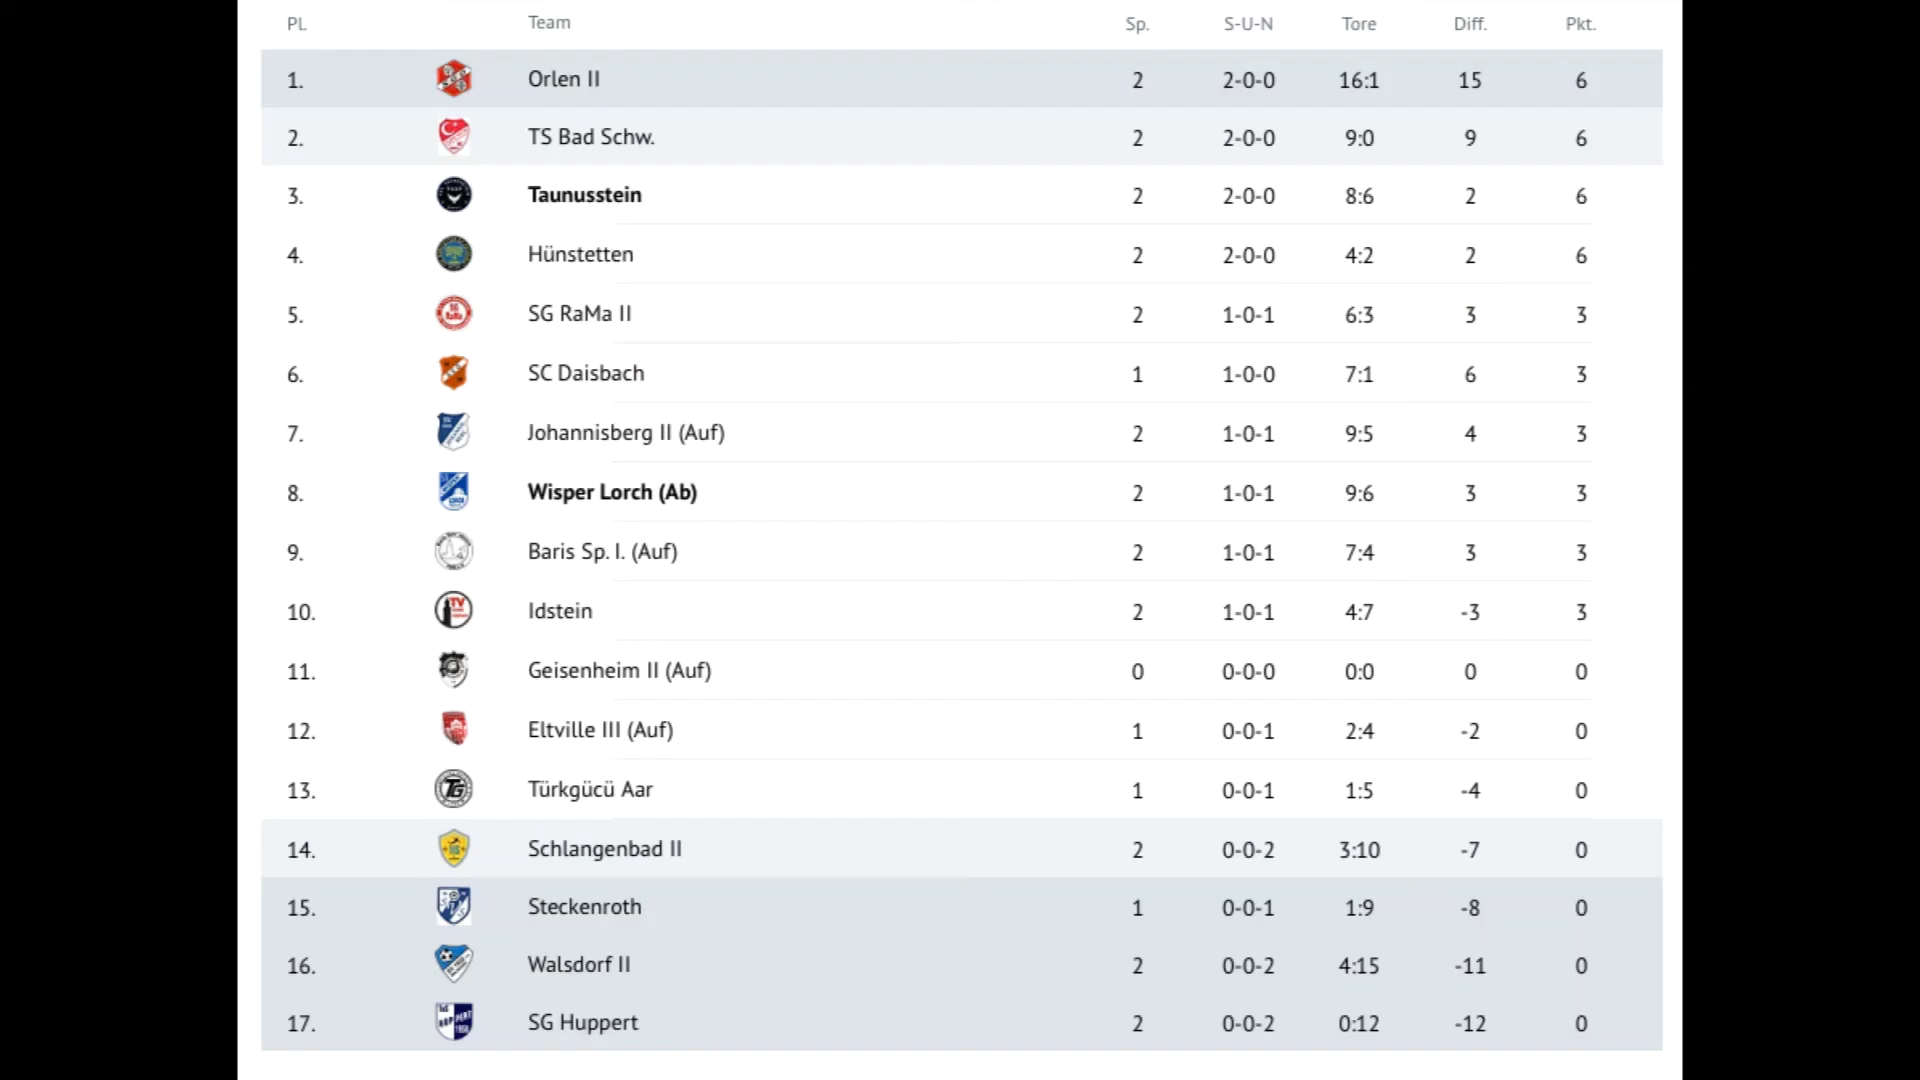 Pl. Team Sp. S-U-N Tore Diff. Pkt.
1. Orlen II 2 2-0-0 16:1 15 6
2. TS Bad Schw. 2 2-0-0 9:0 9 6
3. Taunusstein 2 2-0-0 8:6 2 6
4. Hünstetten 2 2-0-0 4:2 2 6
5. SG RaMa II 2 1-0-1 6:3 3 3
6. SC Daisbach 1 1-0-0 7:1 6 3
7. Johannisberg II (Auf) 2 1-0-1 9:5 4 3
8. Wisper Lorch (Ab) 2 1-0-1 9:6 3 3
9. Baris Sp. I. (Auf) 2 1-0-1 7:4 3 3
10. TV Idstein 2 1-0-1 4:7 -3 3
11. Geisenheim II (Auf) 0 0-0-0 0:0 0 0
12. Eltville III (Auf) 1 0-0-1 2:4 -2 0
13. TG Türkgücü Aar 1 0-0-1 1:5 -4 0
14. Schlangenbad II 2 0-0-2 3:10 -7 0
15. Steckenroth 1 0-0-1 1:9 -8 0
16. Walsdorf II 2 0-0-2 4:15 -11 0
17. SG Huppert 2 0-0-2 0:12 -12 0